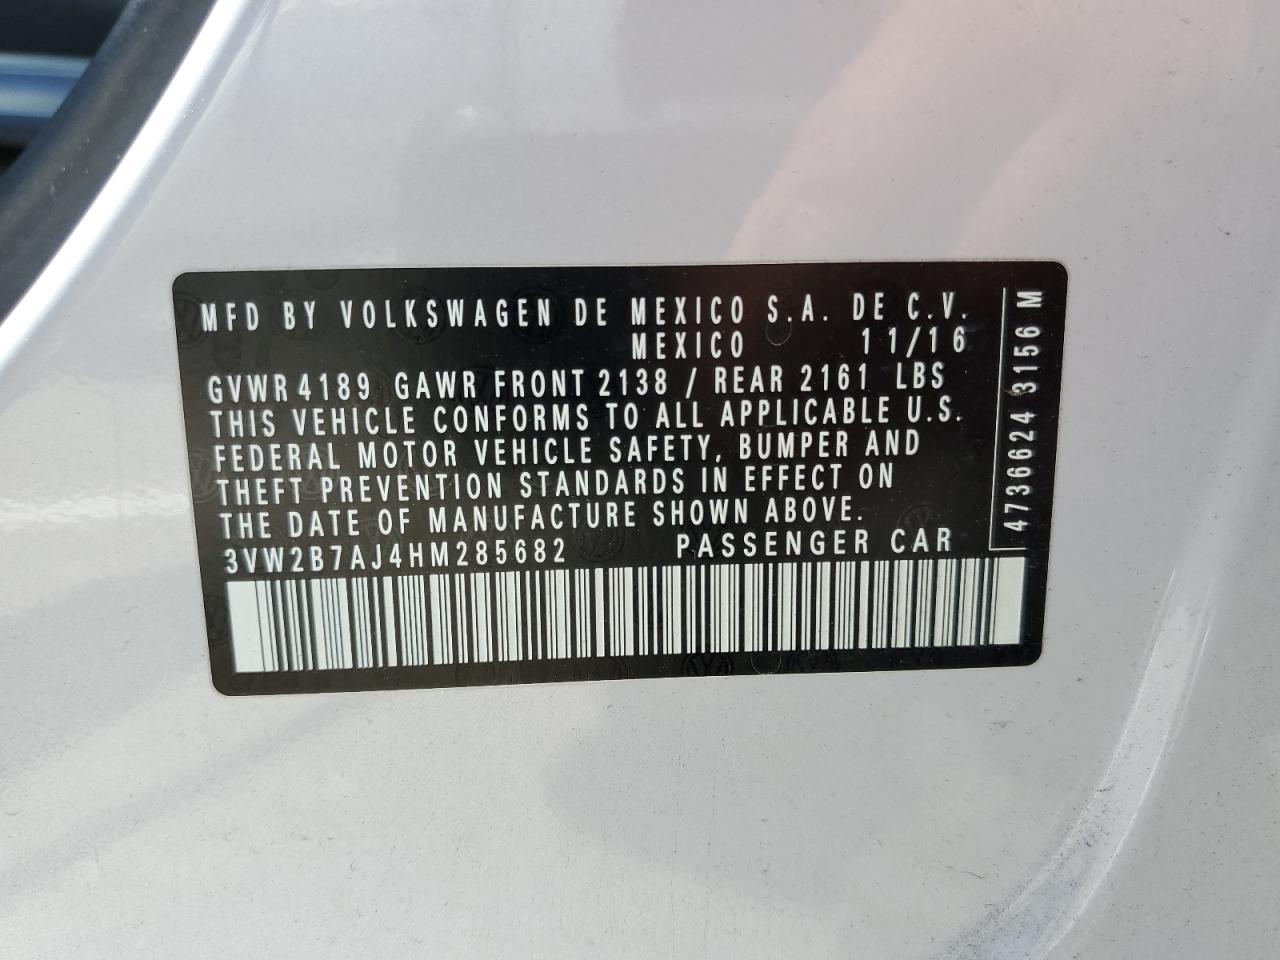 MFD BY VOLKSWAGEN DE MEXICO S.A. DE C.V.
MEXICO 11/16
GVWR 4189 GAWR FRONT 2138 / REAR 2161 LBS
THIS VEHICLE CONFORMS TO ALL APPLICABLE U.S.
FEDERAL MOTOR VEHICLE SAFETY, BUMPER AND
THEFT PREVENTION STANDARDS IN EFFECT ON
THE DATE OF MANUFACTURE SHOWN ABOVE.
3VW2B7AJ4HM285682 PASSENGER CAR
4736624 3156 M